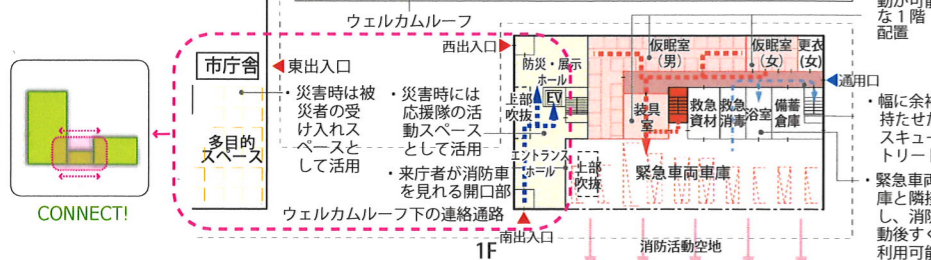 CONNECT!
ウェルカムルーフ
市庁舎
東出入口
多目的
スペース
・災害時は被
災者の受
け入れス
ペースと
して活用
・災害時には
応援隊の活
動スペース
として活用
・来庁者が消防車
を見れる開口部
ウェルカムルーフ下の連絡通路
西出入口
防災・展示
ホール
上部
吹抜
EV
エントランス
ホール
上部
吹抜
南出入口
1F
仮眠室
(男)
仮眠室
(女)
更衣
(女)
通用口
装具
室
救急
資材
救急
消毒
浴室
備蓄
倉庫
緊急車両車庫
消防活動空地
動が可能
な1階
配置
・幅に余裕
持たせた
スキュー
トリート
・緊急車両
庫と隣接
し、消防
動後すぐ
利用可能